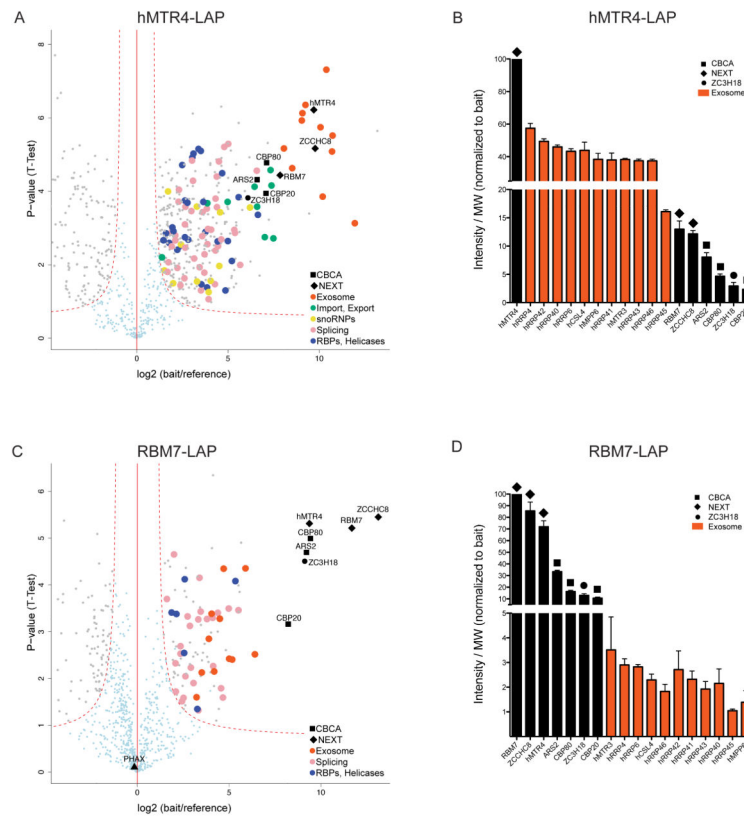 A
hMTR4-LAP
8
6
4
2
0
P-value (T-Test)
hMTR4
ZCCHC8
CBP80
ARS2
RBM7
CBP20
ZC3H18
CBCA
NEXT
Exosome
Import, Export
snoRNPs
Splicing
RBPs, Helicases
0
5
10
log2 (bait/reference)
B
hMTR4-LAP
CBCA
NEXT
ZC3H18
Exosome
100
80
60
40
20
15
10
5
0
Intensity / MW (normalized to bait)
hMTR4
hRRP4
hRRP42
hRRP40
hRRP6
hCSL4
hMPP6
hRRP41
hMTR3
hRRP43
hRRP46
hRRP45
RBM7
ZCCHC8
ARS2
CBP80
ZC3H18
C
RBM7-LAP
6
5
4
3
2
1
0
P-value (T-Test)
ZCCHC8
hMTR4
RBM7
CBP80
ARS2
ZC3H18
CBP20
PHAX
CBCA
NEXT
Exosome
Splicing
RBPs, Helicases
0
5
10
log2 (bait/reference)
D
RBM7-LAP
CBCA
NEXT
ZC3H18
Exosome
100
90
80
70
60
50
40
30
20
10
5
4
3
2
1
Intensity / MW (normalized to bait)
RBM7
ZCCHC8
hMTR4
ARS2
CBP80
ZC3H18
CBP20
hMTR3
hRRP4
hRRP6
hCSL4
hRRP46
hRRP42
hRRP41
hRRP43
hRRP40
hRRP45